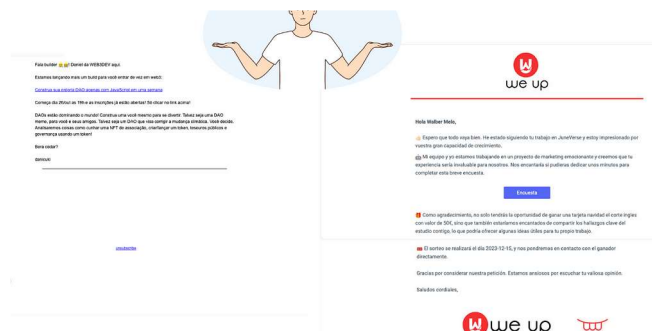 Fala builder Daniel da WEB3DEV aqui.
Estamos lançando mais um build para você entrar de vez em web3.
Construa sua própria DAO apenas com JavaScript em uma semana
Começa dia 26/out às 19h e as inscrições já estão abertas! Só clicar no link acima!
DAOs estão dominando o mundo! Construa uma você mesmo para se divertir. Talvez seja uma DAO
meme, para você e seus amigos. Talvez seja um DAO que visa corrigir a mudança climática. Você decide.
Analisaremos coisas como cunhar uma NFT de associação, criar/lançar um token, tesouros públicos e
governança usando um token!
Bora codar?
danicuki
unsubscribe
we up
Hola Walber Melo,
Espero que todo vaya bien. He estado siguiendo tu trabajo en JuneVerse y estoy impresionado por
vuestra gran capacidad de crecimiento.
Mi equipo y yo estamos trabajando en un proyecto de marketing emocionante y creemos que tu
experiencia sería invaluable para nosotros. Nos encantaría si pudieras dedicar unos minutos para
completar esta breve encuesta.
Encuesta
Como agradecimiento, no solo tendrás la oportunidad de ganar una tarjeta navidad el corte ingles
con valor de 50€, sino que también estaríamos encantados de compartir los hallazgos clave del
estudio contigo, lo que podría ofrecer algunas ideas útiles para tu propio trabajo.
El sorteo se realizará el día 2023-12-15, y nos pondremos en contacto con el ganador
directamente.
Gracias por considerar nuestra petición. Estamos ansiosos por escuchar tu valiosa opinión.
Saludos cordiales,
we up